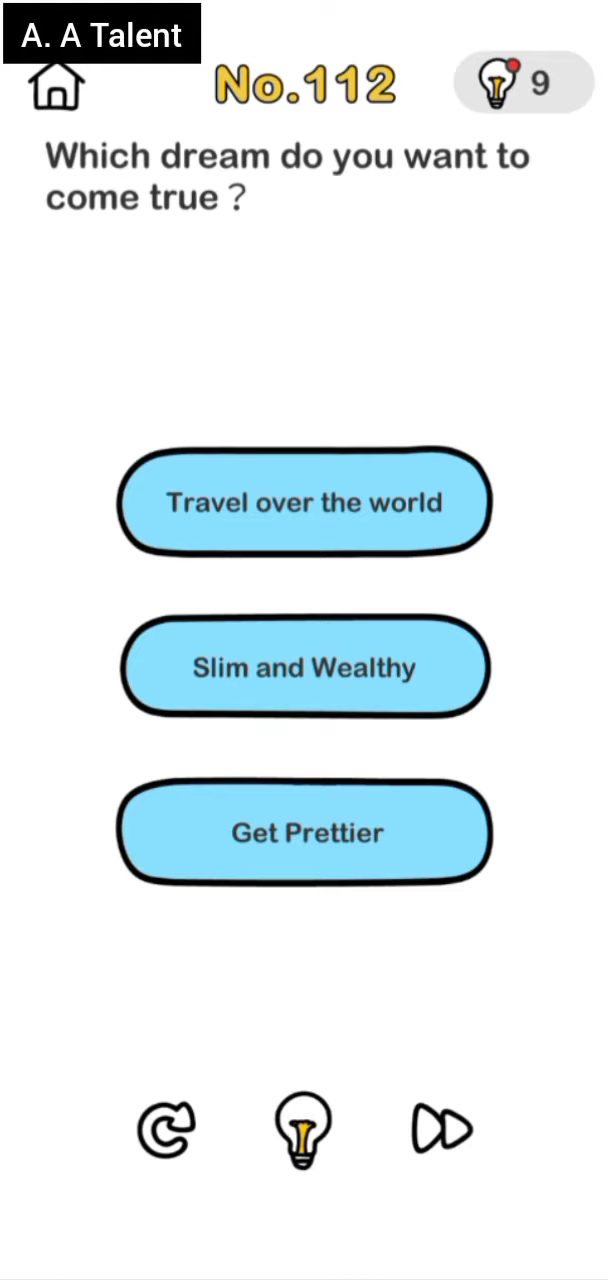 A. A Talent
No.112
9
Which dream do you want to
come true ?
Travel over the world
Slim and Wealthy
Get Prettier